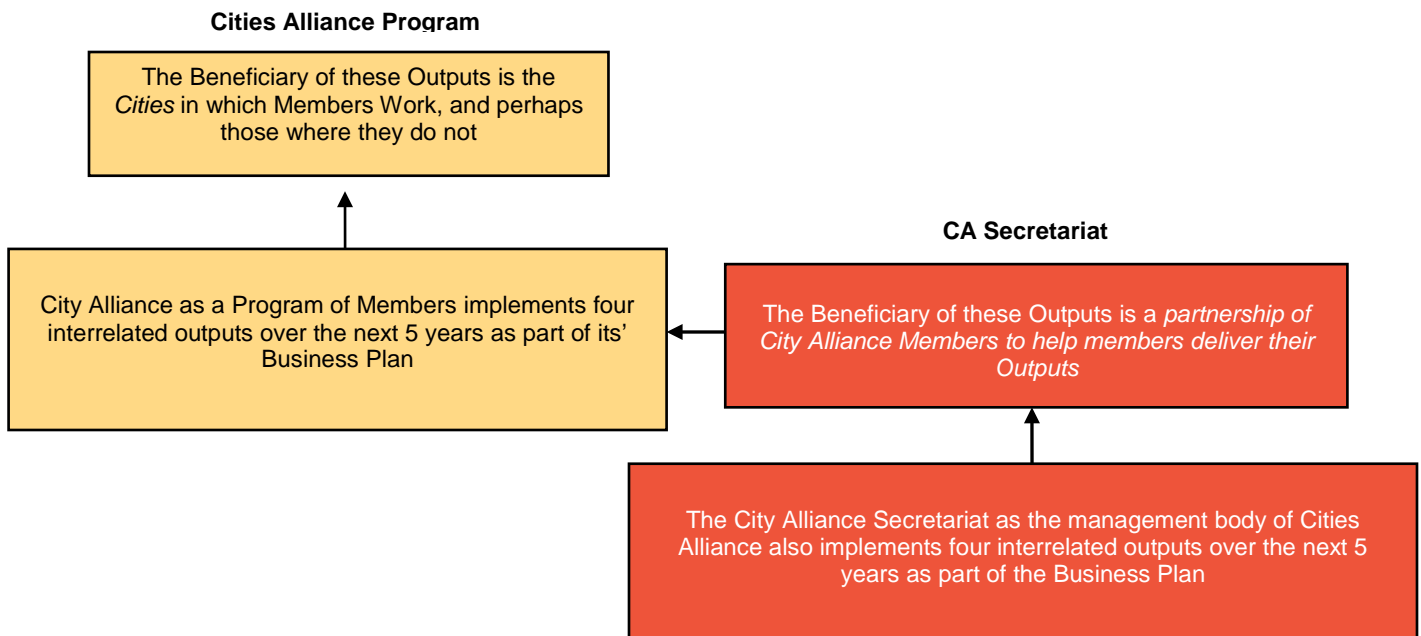 Cities Alliance Program
The Beneficiary of these Outputs is the
Cities in which Members Work, and perhaps
those where they do not
City Alliance as a Program of Members implements four
interrelated outputs over the next 5 years as part of its’
Business Plan
CA Secretariat
The Beneficiary of these Outputs is a partnership of
City Alliance Members to help members deliver their
Outputs
The City Alliance Secretariat as the management body of Cities
Alliance also implements four interrelated outputs over the next 5
years as part of the Business Plan